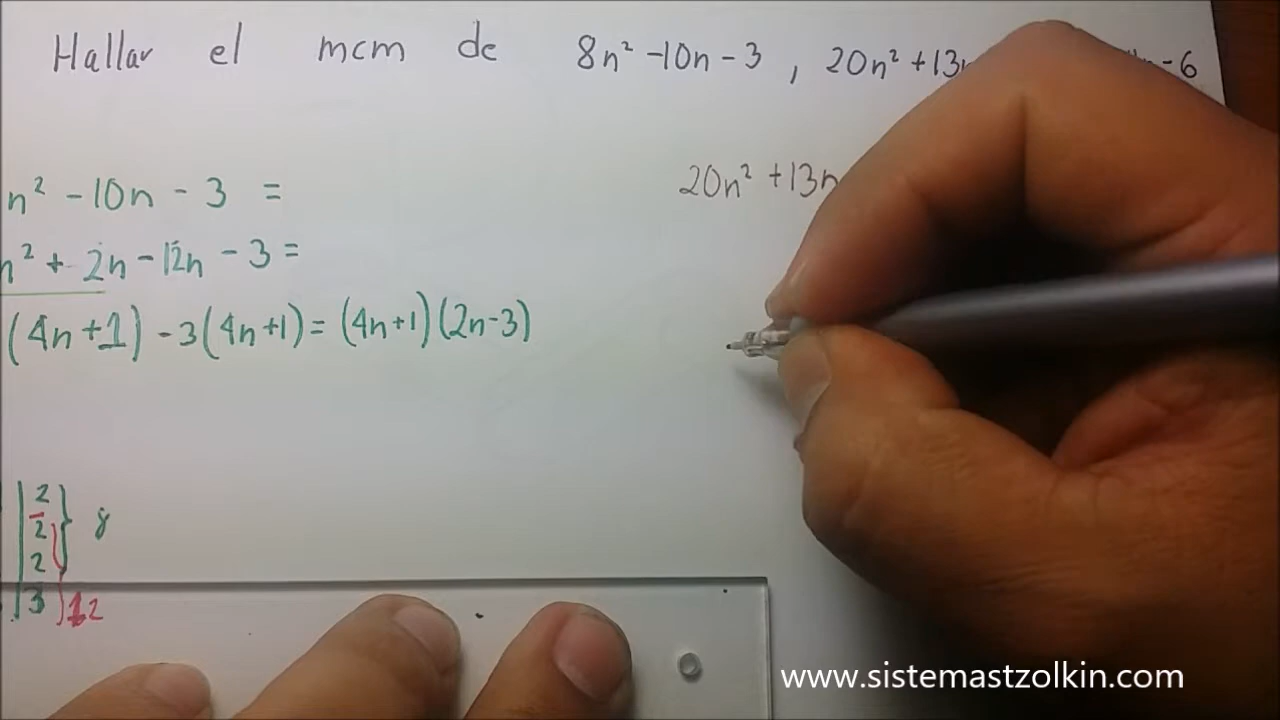 Hallar el mcm de 8n² -10n - 3 , 20n² + 13n - 6
n² - 10n - 3 =
20n² + 13n
n² + 2n - 12n - 3 =
(4n+1) - 3(4n+1) = (4n+1)(2n-3)
2
2 8
2
3 12
www.sistemastzolkin.com